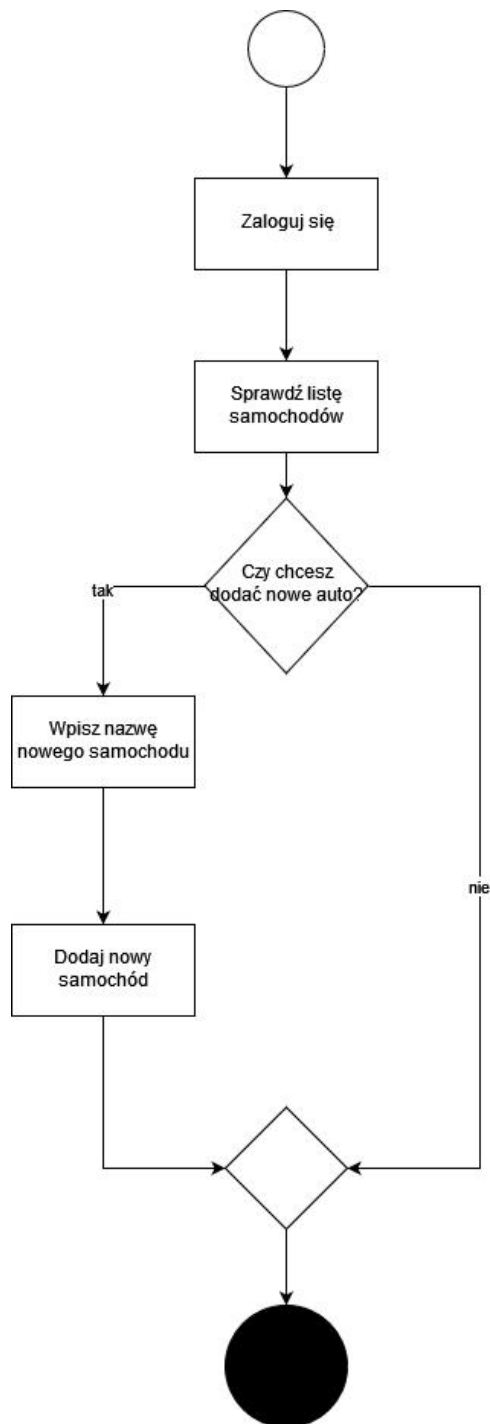 Zaloguj się
Sprawdź listę
samochodów
Czy chcesz
dodać nowe auto?
tak
Wpisz nazwę
nowego samochodu
nie
Dodaj nowy
samochód